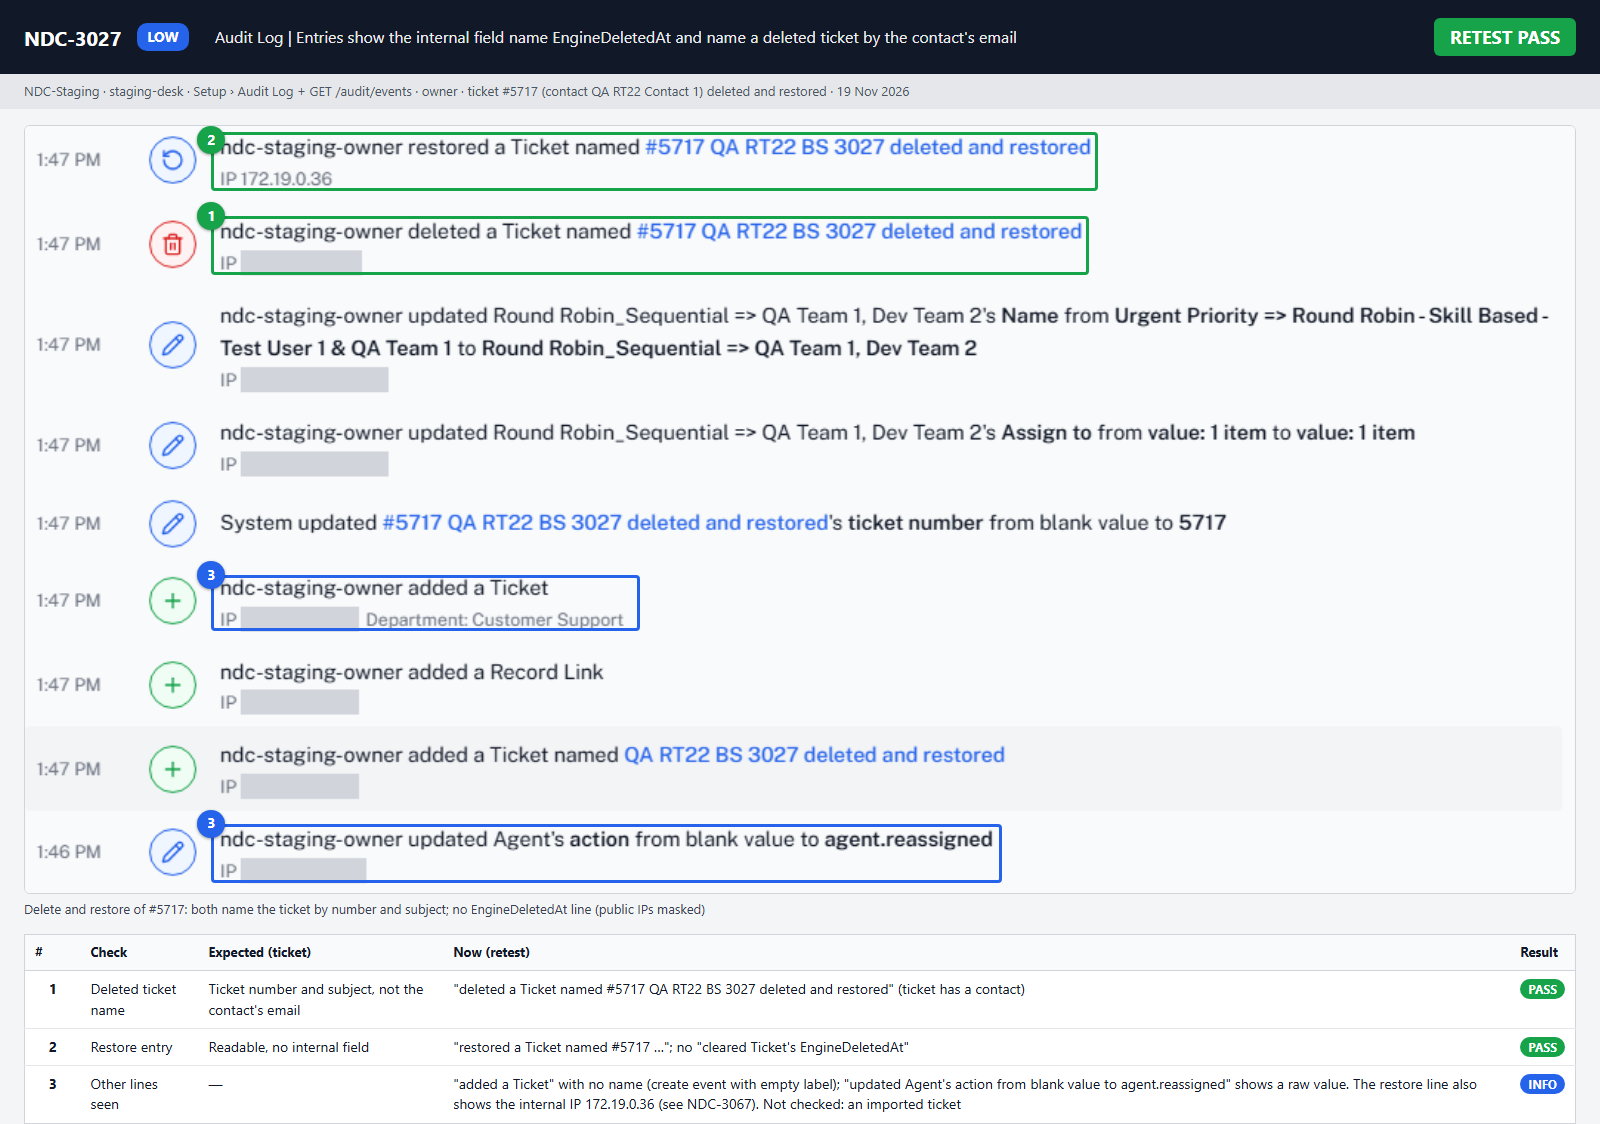 NDC-3027 LOW Audit Log | Entries show the internal field name EngineDeletedAt and name a deleted ticket by the contact's email RETEST PASS
NDC-Staging · staging-desk · Setup › Audit Log + GET /audit/events · owner · ticket #5717 (contact QA RT22 Contact 1) deleted and restored · 19 Nov 2026
2
1:47 PM ndc-staging-owner restored a Ticket named #5717 QA RT22 BS 3027 deleted and restored
IP 172.19.0.36
1
1:47 PM ndc-staging-owner deleted a Ticket named #5717 QA RT22 BS 3027 deleted and restored
IP
1:47 PM ndc-staging-owner updated Round Robin_Sequential => QA Team 1, Dev Team 2's Name from Urgent Priority => Round Robin - Skill Based -
Test User 1 & QA Team 1 to Round Robin_Sequential => QA Team 1, Dev Team 2
IP
1:47 PM ndc-staging-owner updated Round Robin_Sequential => QA Team 1, Dev Team 2's Assign to from value: 1 item to value: 1 item
IP
1:47 PM System updated #5717 QA RT22 BS 3027 deleted and restored's ticket number from blank value to 5717
3
1:47 PM ndc-staging-owner added a Ticket
IP Department: Customer Support
1:47 PM ndc-staging-owner added a Record Link
IP
1:47 PM ndc-staging-owner added a Ticket named QA RT22 BS 3027 deleted and restored
IP
3
1:46 PM ndc-staging-owner updated Agent's action from blank value to agent.reassigned
IP
Delete and restore of #5717: both name the ticket by number and subject; no EngineDeletedAt line (public IPs masked)
# Check Expected (ticket) Now (retest) Result
1 Deleted ticket name Ticket number and subject, not the contact's email "deleted a Ticket named #5717 QA RT22 BS 3027 deleted and restored" (ticket has a contact) PASS
2 Restore entry Readable, no internal field "restored a Ticket named #5717 ..."; no "cleared Ticket's EngineDeletedAt" PASS
3 Other lines seen — "added a Ticket" with no name (create event with empty label); "updated Agent's action from blank value to agent.reassigned" shows a raw value. The restore line also shows the internal IP 172.19.0.36 (see NDC-3067). Not checked: an imported ticket INFO